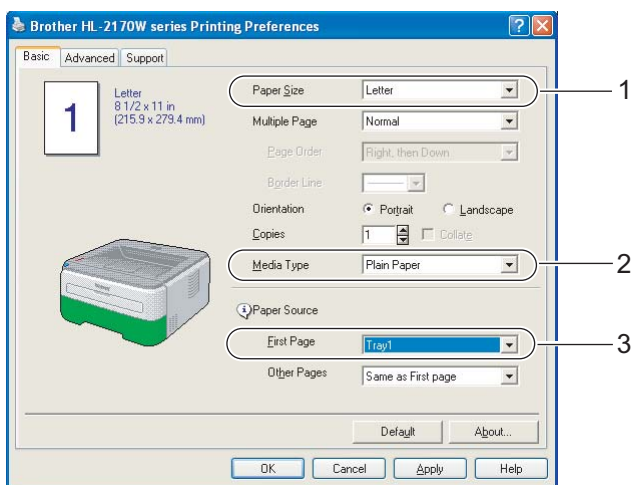 Brother HL-2170W series Printing Preferences
Basic Advanced Support
1
Letter
8 1/2 x 11 in
(215.9 x 279.4 mm)
Paper Size Letter 1
Multiple Page Normal
Page Order Right, then Down
Border Line
Orientation Portrait Landscape
Copies 1 Collate
Media Type Plain Paper 2
Paper Source
First Page Tray1 3
Other Pages Same as First page
Default About...
OK Cancel Apply Help